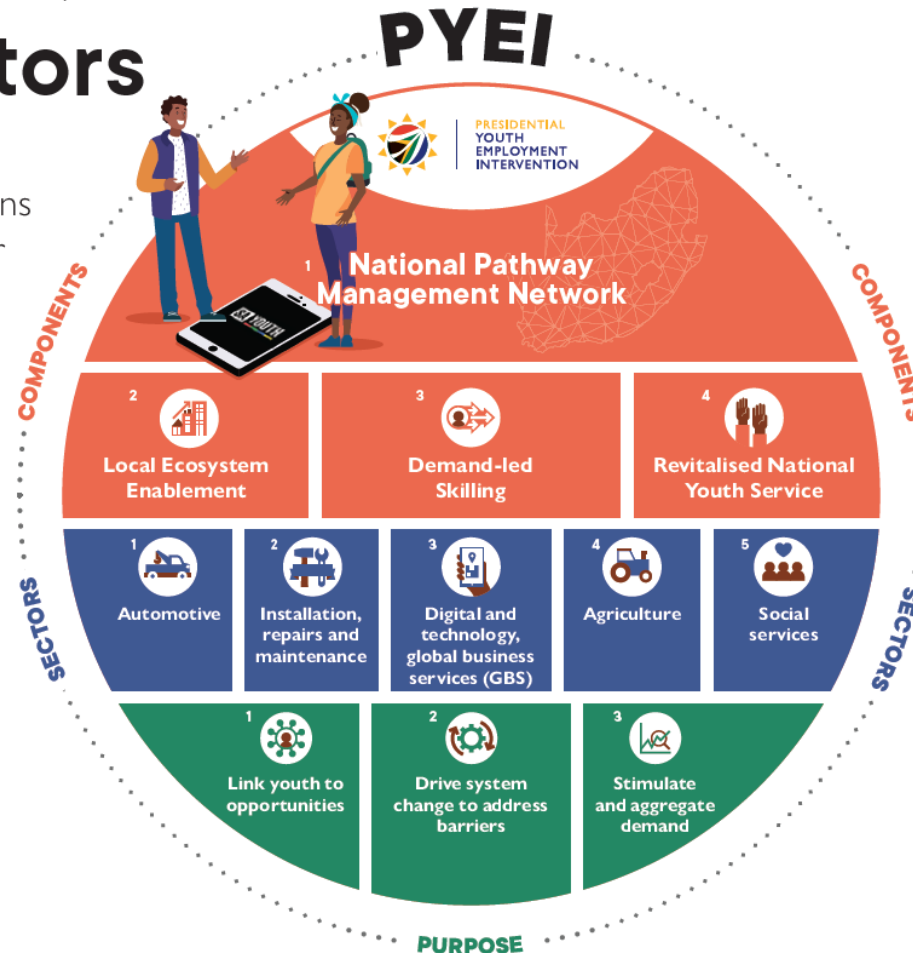 PYEI
tors
ns
PRESIDENTIAL
YOUTH
EMPLOYMENT
INTERVENTION
COMPONENTS
COMPONENTS
1
National Pathway
Management Network
SA YOUTH
2
Local Ecosystem
Enablement
3
Demand-led
Skilling
4
Revitalised National
Youth Service
SECTORS
SECTORS
1
Automotive
2
Installation,
repairs and
maintenance
3
Digital and
technology,
global business
services (GBS)
4
Agriculture
5
Social
services
1
Link youth to
opportunities
2
Drive system
change to address
barriers
3
Stimulate
and aggregate
demand
PURPOSE